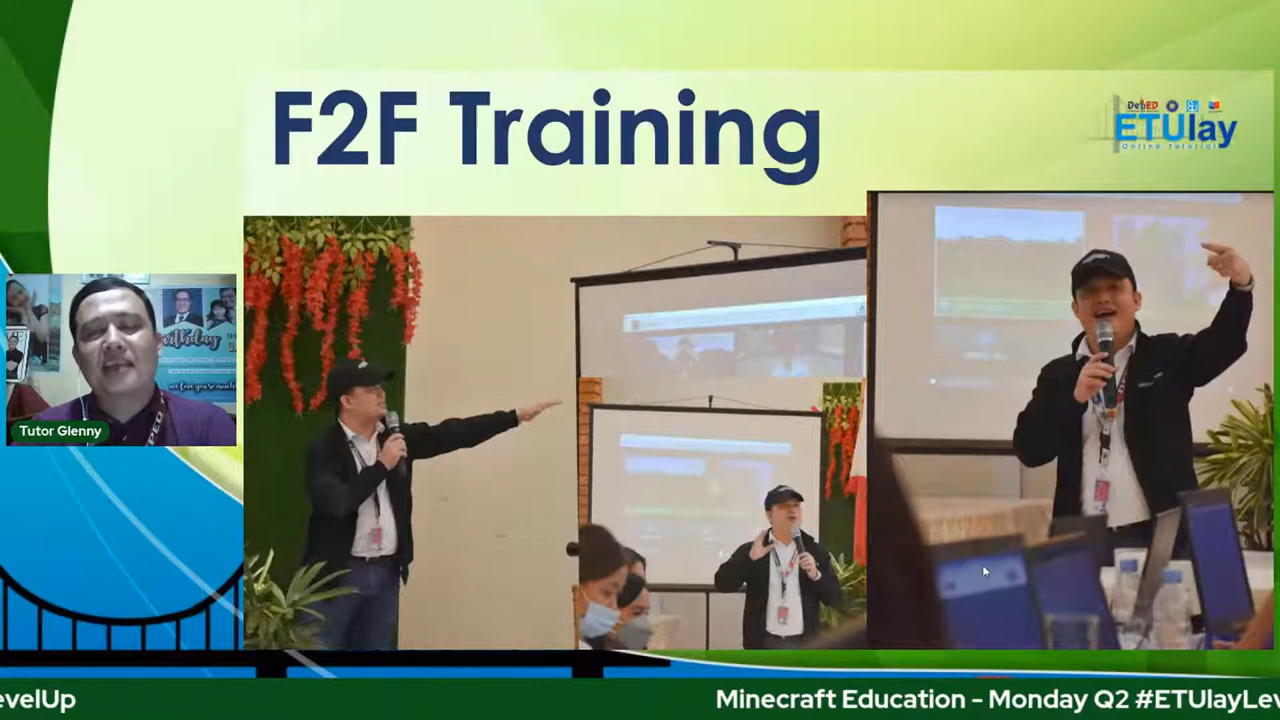 F2F Training
DepED
ETUlay
Online Tutorial
Tutor Glenny
evelUp
Minecraft Education - Monday Q2 #ETUlayLev